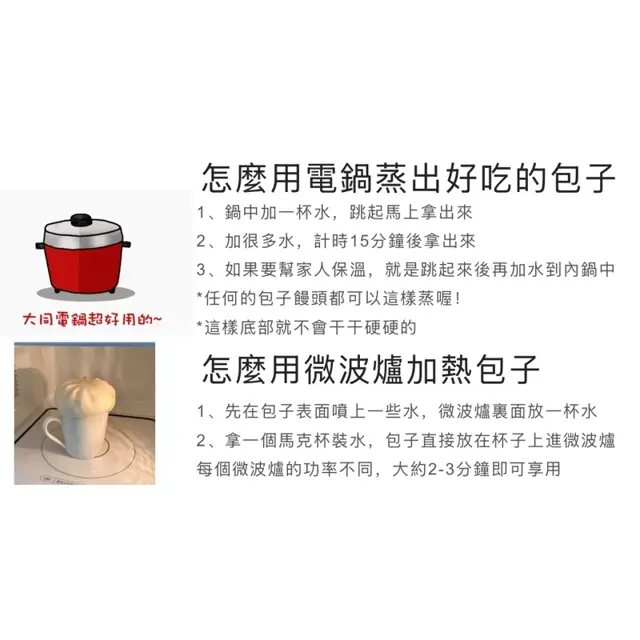 怎麼用電鍋蒸出好吃的包子
1、鍋中加一杯水，跳起馬上拿出來
2、加很多水，計時15分鐘後拿出來
3、如果要幫家人保溫，就是跳起來後再加水到內鍋中
*任何的包子饅頭都可以這樣蒸喔!
*這樣底部就不會干干硬硬的
大同電鍋超好用的~
怎麼用微波爐加熱包子
1、先在包子表面噴上一些水，微波爐裏面放一杯水
2、拿一個馬克杯裝水，包子直接放在杯子上進微波爐
每個微波爐的功率不同，大約2-3分鐘即可享用